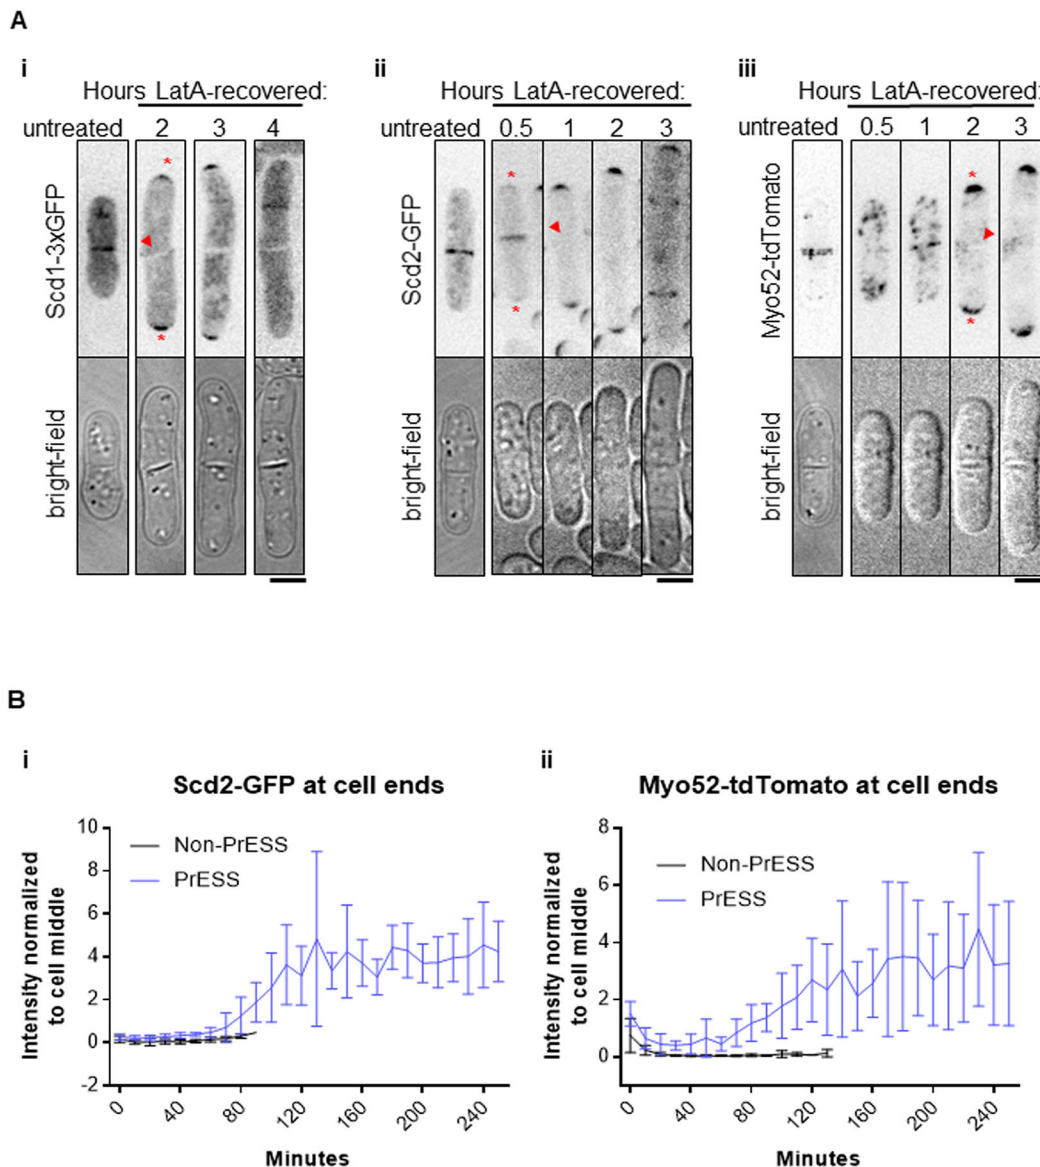 A
i
Hours LatA-recovered:
untreated 2 3 4
Scd1-3xGFP
bright-field
ii
Hours LatA-recovered:
untreated 0.5 1 2 3
Scd2-GFP
bright-field
iii
Hours LatA-recovered:
untreated 0.5 1 2 3
Myo52-tdTomato
bright-field
B
i
Scd2-GFP at cell ends
Intensity normalized
to cell middle
10
8
6
4
2
0
-2
Non-PrESS
PrESS
0 40 80 120 160 200 240
Minutes
ii
Myo52-tdTomato at cell ends
Intensity normalized
to cell middle
8
6
4
2
0
Non-PrESS
PrESS
0 40 80 120 160 200 240
Minutes